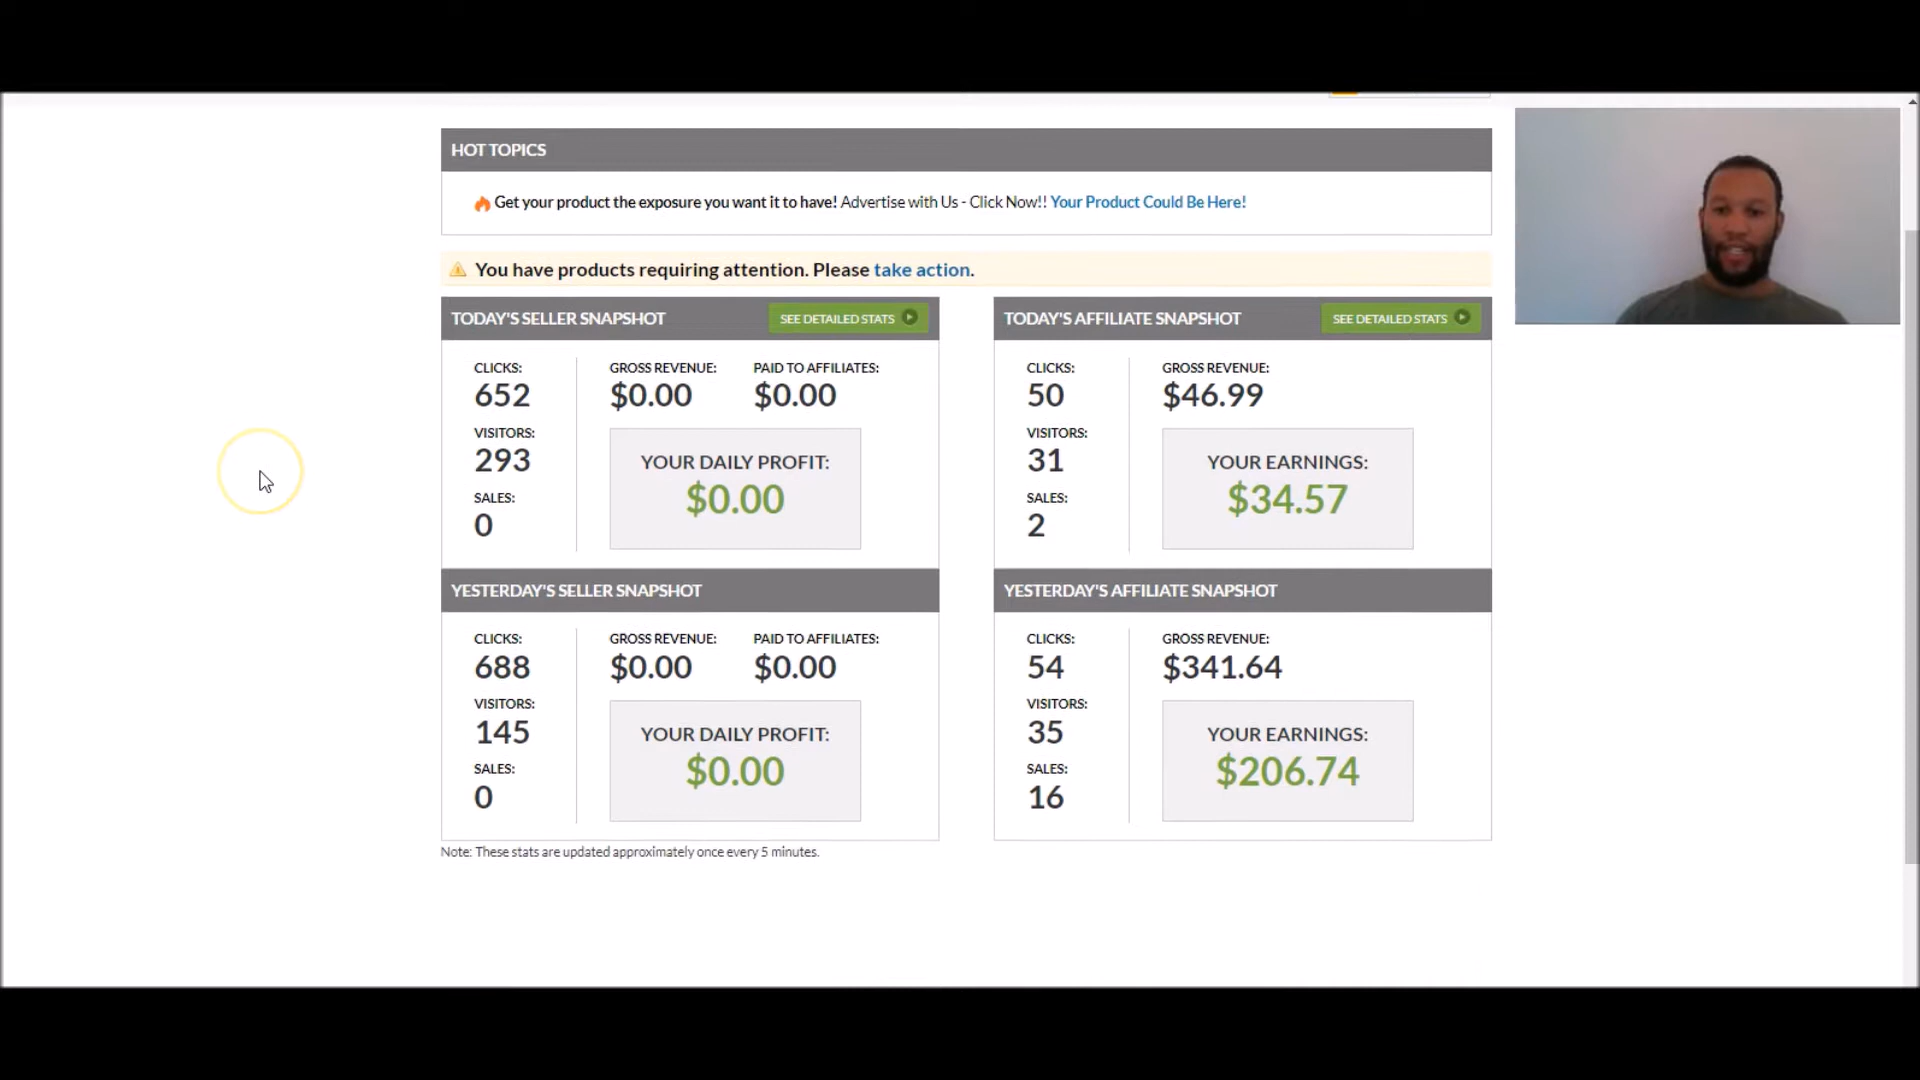 HOT TOPICS
Get your product the exposure you want it to have! Advertise with Us - Click Now!! Your Product Could Be Here!
You have products requiring attention. Please take action.
TODAY'S SELLER SNAPSHOT
SEE DETAILED STATS
CLICKS:
652
VISITORS:
293
SALES:
0
GROSS REVENUE:
$0.00
PAID TO AFFILIATES:
$0.00
YOUR DAILY PROFIT:
$0.00
TODAY'S AFFILIATE SNAPSHOT
SEE DETAILED STATS
CLICKS:
50
VISITORS:
31
SALES:
2
GROSS REVENUE:
$46.99
YOUR EARNINGS:
$34.57
YESTERDAY'S SELLER SNAPSHOT
CLICKS:
688
VISITORS:
145
SALES:
0
GROSS REVENUE:
$0.00
PAID TO AFFILIATES:
$0.00
YOUR DAILY PROFIT:
$0.00
YESTERDAY'S AFFILIATE SNAPSHOT
CLICKS:
54
VISITORS:
35
SALES:
16
GROSS REVENUE:
$341.64
YOUR EARNINGS:
$206.74
Note: These stats are updated approximately once every 5 minutes.